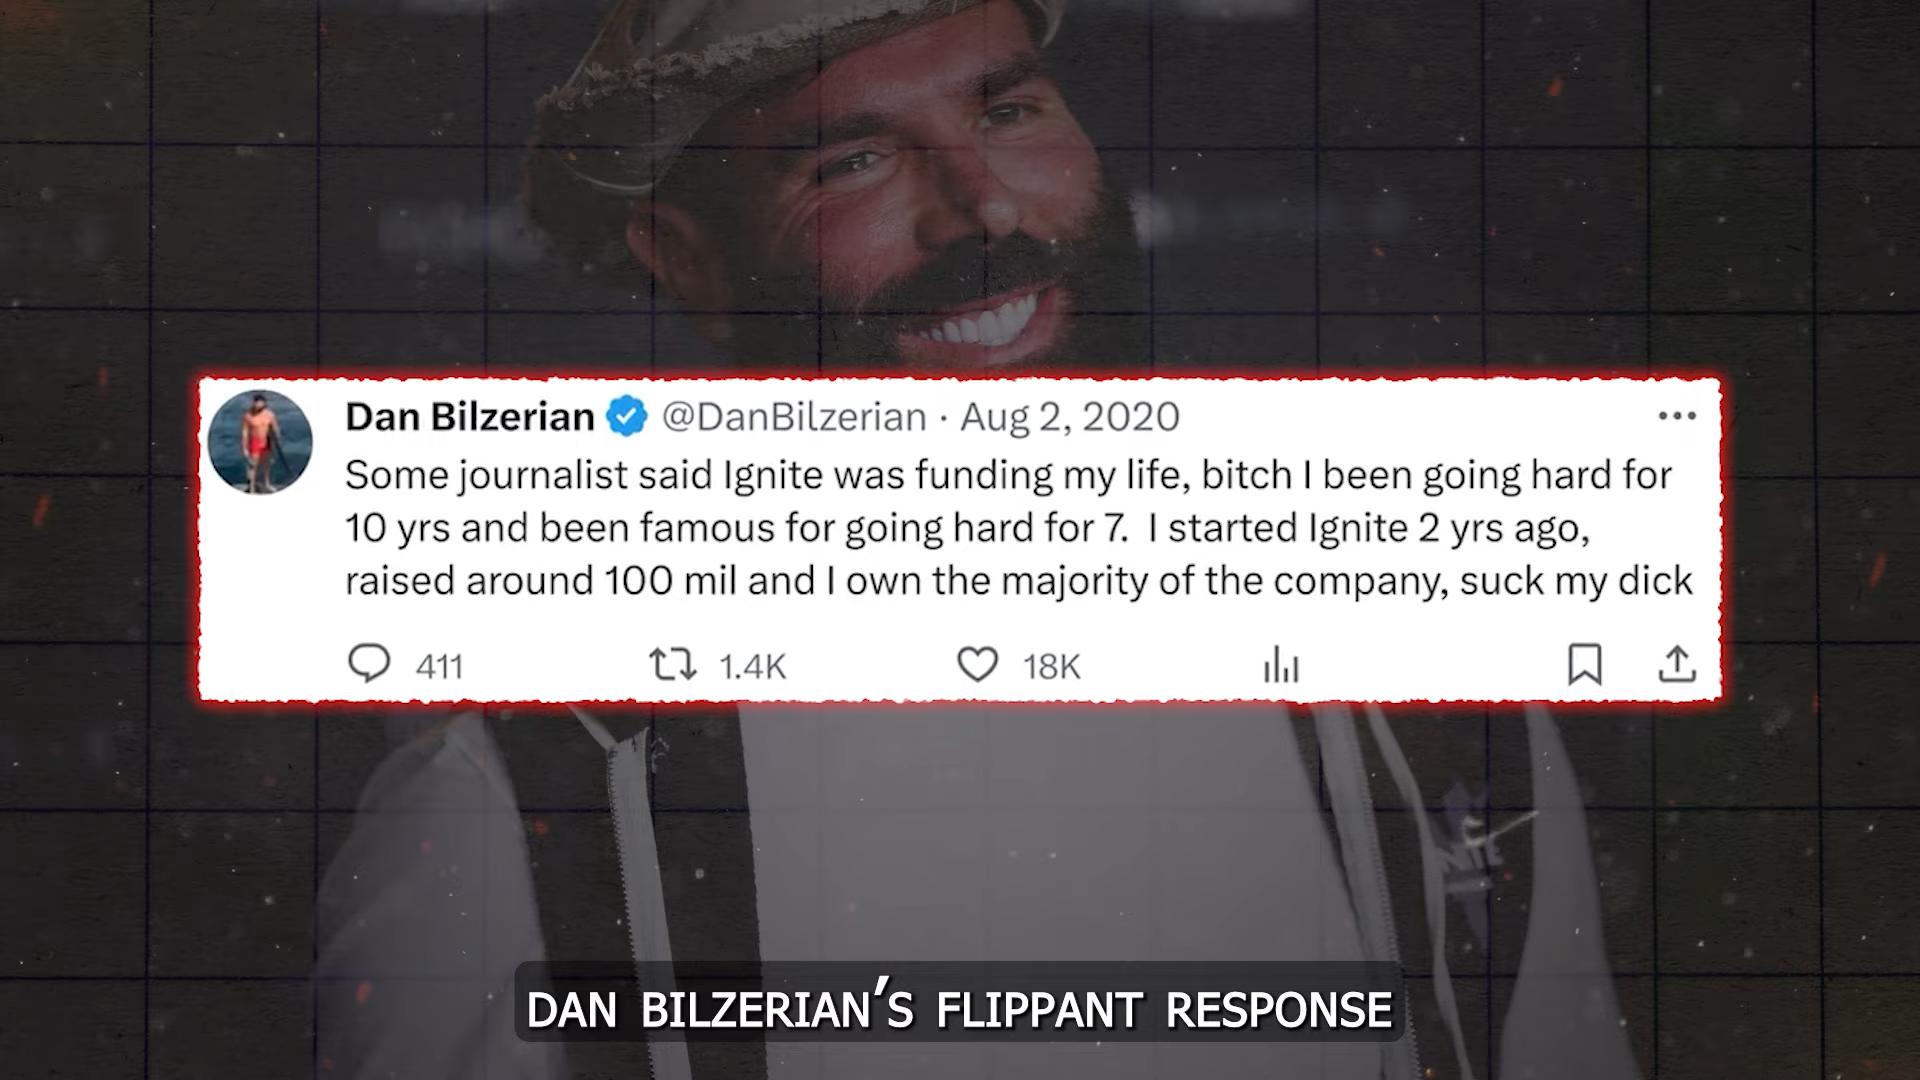 Dan Bilzerian @DanBilzerian · Aug 2, 2020
Some journalist said Ignite was funding my life, bitch I been going hard for
10 yrs and been famous for going hard for 7.  I started Ignite 2 yrs ago,
raised around 100 mil and I own the majority of the company, suck my dick
411 1.4K 18K
DAN BILZERIAN'S FLIPPANT RESPONSE